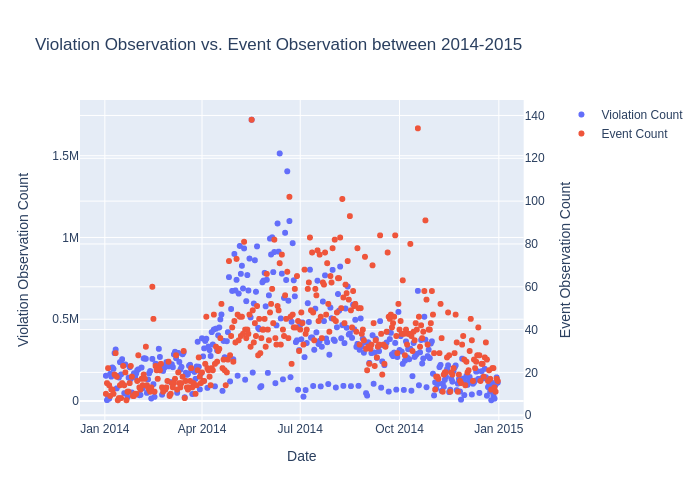 Violation Observation vs. Event Observation between 2014-2015
Violation Count
Event Count
Violation Observation Count
1.5M
1M
0.5M
0
Event Observation Count
140
120
100
80
60
40
20
0
Jan 2014
Apr 2014
Jul 2014
Oct 2014
Jan 2015
Date